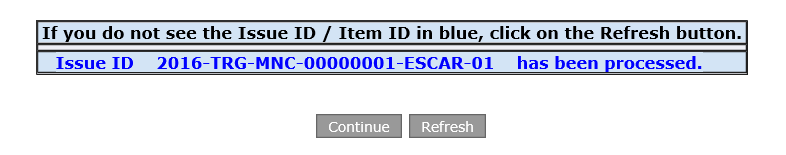 If you do not see the Issue ID / Item ID in blue, click on the Refresh button.
Issue ID 2016-TRG-MNC-00000001-ESCAR-01 has been processed.
Continue Refresh